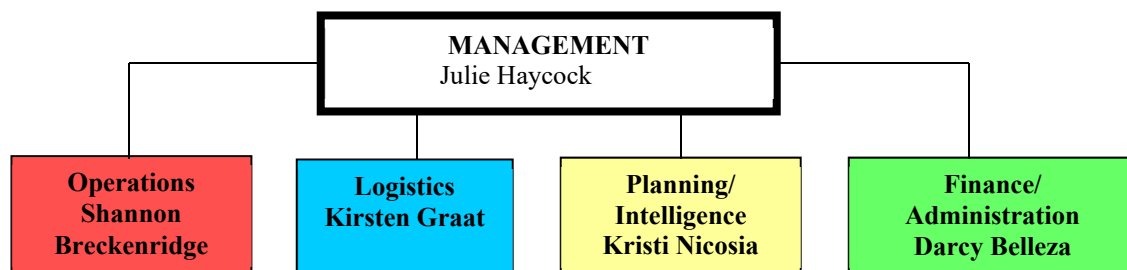 MANAGEMENT
Julie Haycock
Operations
Shannon
Breckenridge
Logistics
Kirsten Graat
Planning/
Intelligence
Kristi Nicosia
Finance/
Administration
Darcy Belleza